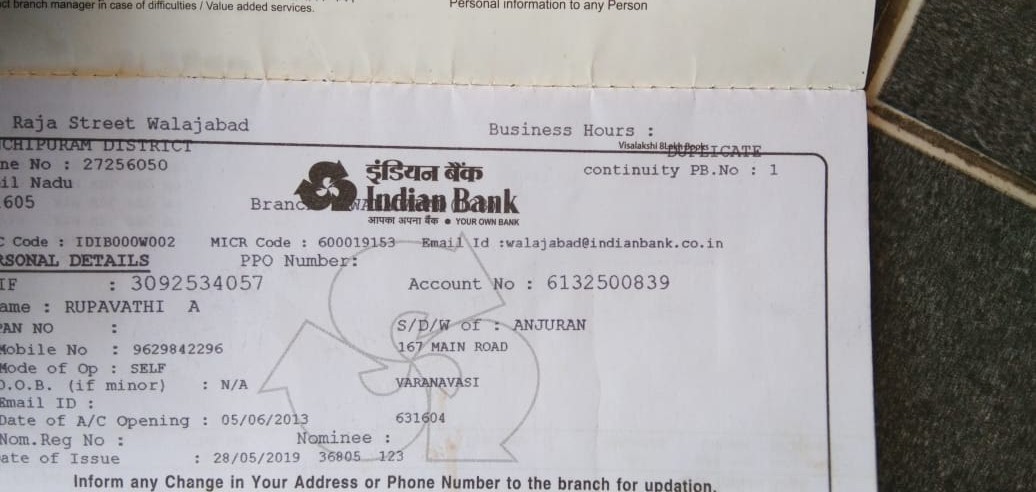 ct branch manager in case of difficulties / Value added services.
Personal information to any Person
Raja Street Walajabad
Business Hours :
CHIPURAM DISTRICT
Visalakshi 8Lakh Books
DUPLICATE
ne No : 27256050
इंडियन बैंक
continuity PB.No : 1
il Nadu
605
Branc
Indian Bank
आपका अपना बैंक • YOUR OWN BANK
C Code : IDIB000W002 MICR Code : 600019153 Email Id :walajabad@indianbank.co.in
RSONAL DETAILS PPO Number:
IF : 3092534057 Account No : 6132500839
ame : RUPAVATHI A
PAN NO : S/D/W of : ANJURAN
Mobile No : 9629842296 167 MAIN ROAD
Mode of Op : SELF
D.O.B. (if minor) : N/A VARANAVASI
Email ID :
Date of A/C Opening : 05/06/2013 631604
Nom.Reg No : Nominee :
ate of Issue : 28/05/2019 36805 123
Inform any Change in Your Address or Phone Number to the branch for updation.